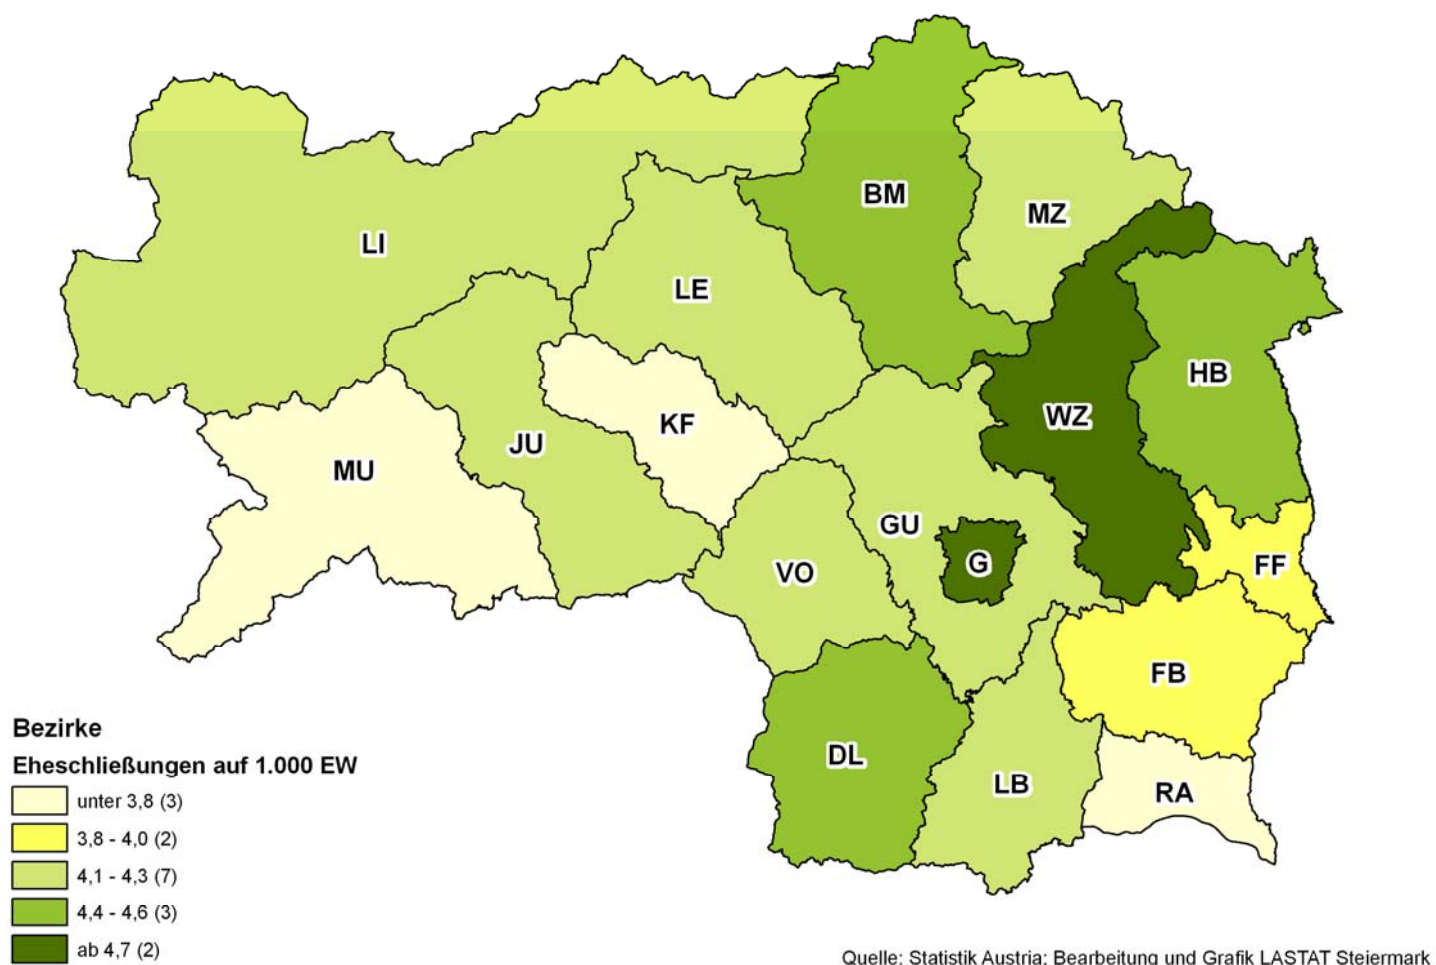 BM
MZ
LI
LE
HB
WZ
KF
JU
MU
GU
G
FF
VO
FB
DL
LB
RA
Bezirke
Eheschließungen auf 1.000 EW
unter 3,8 (3)
3,8 - 4,0 (2)
4,1 - 4,3 (7)
4,4 - 4,6 (3)
ab 4,7 (2)
Quelle: Statistik Austria; Bearbeitung und Grafik LASTAT Steiermark